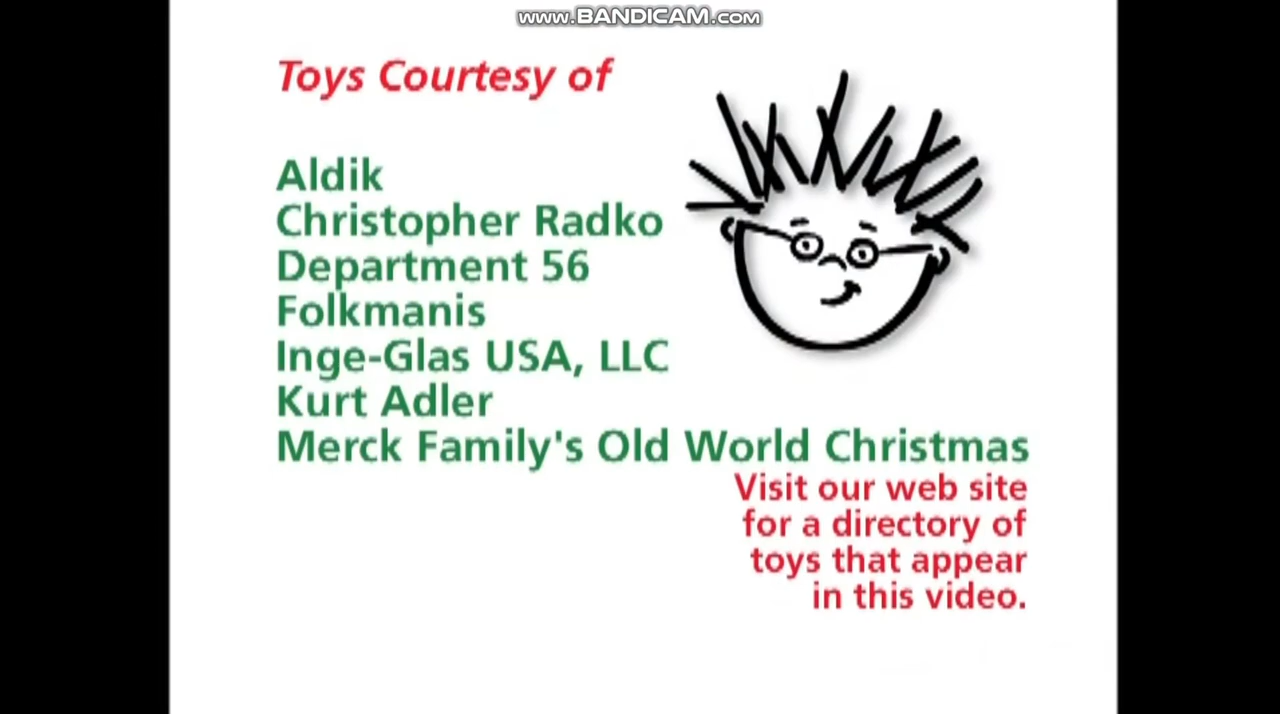 www.BANDICAM.com
Toys Courtesy of
Aldik
Christopher Radko
Department 56
Folkmanis
Inge-Glas USA, LLC
Kurt Adler
Merck Family's Old World Christmas
Visit our web site
for a directory of
toys that appear
in this video.